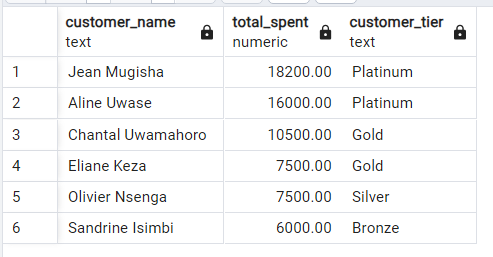 customer_name total_spent customer_tier
text numeric text
1 Jean Mugisha 18200.00 Platinum
2 Aline Uwase 16000.00 Platinum
3 Chantal Uwamahoro 10500.00 Gold
4 Eliane Keza 7500.00 Gold
5 Olivier Nsenga 7500.00 Silver
6 Sandrine Isimbi 6000.00 Bronze